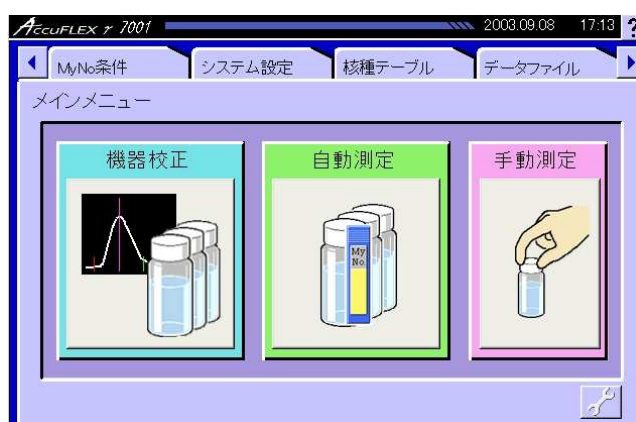 AccuFLEX γ 7001 2003.09.08 17:13 ?
MyNo条件 システム設定 核種テーブル データファイル
メインメニュー
機器校正 自動測定 手動測定
My
No.